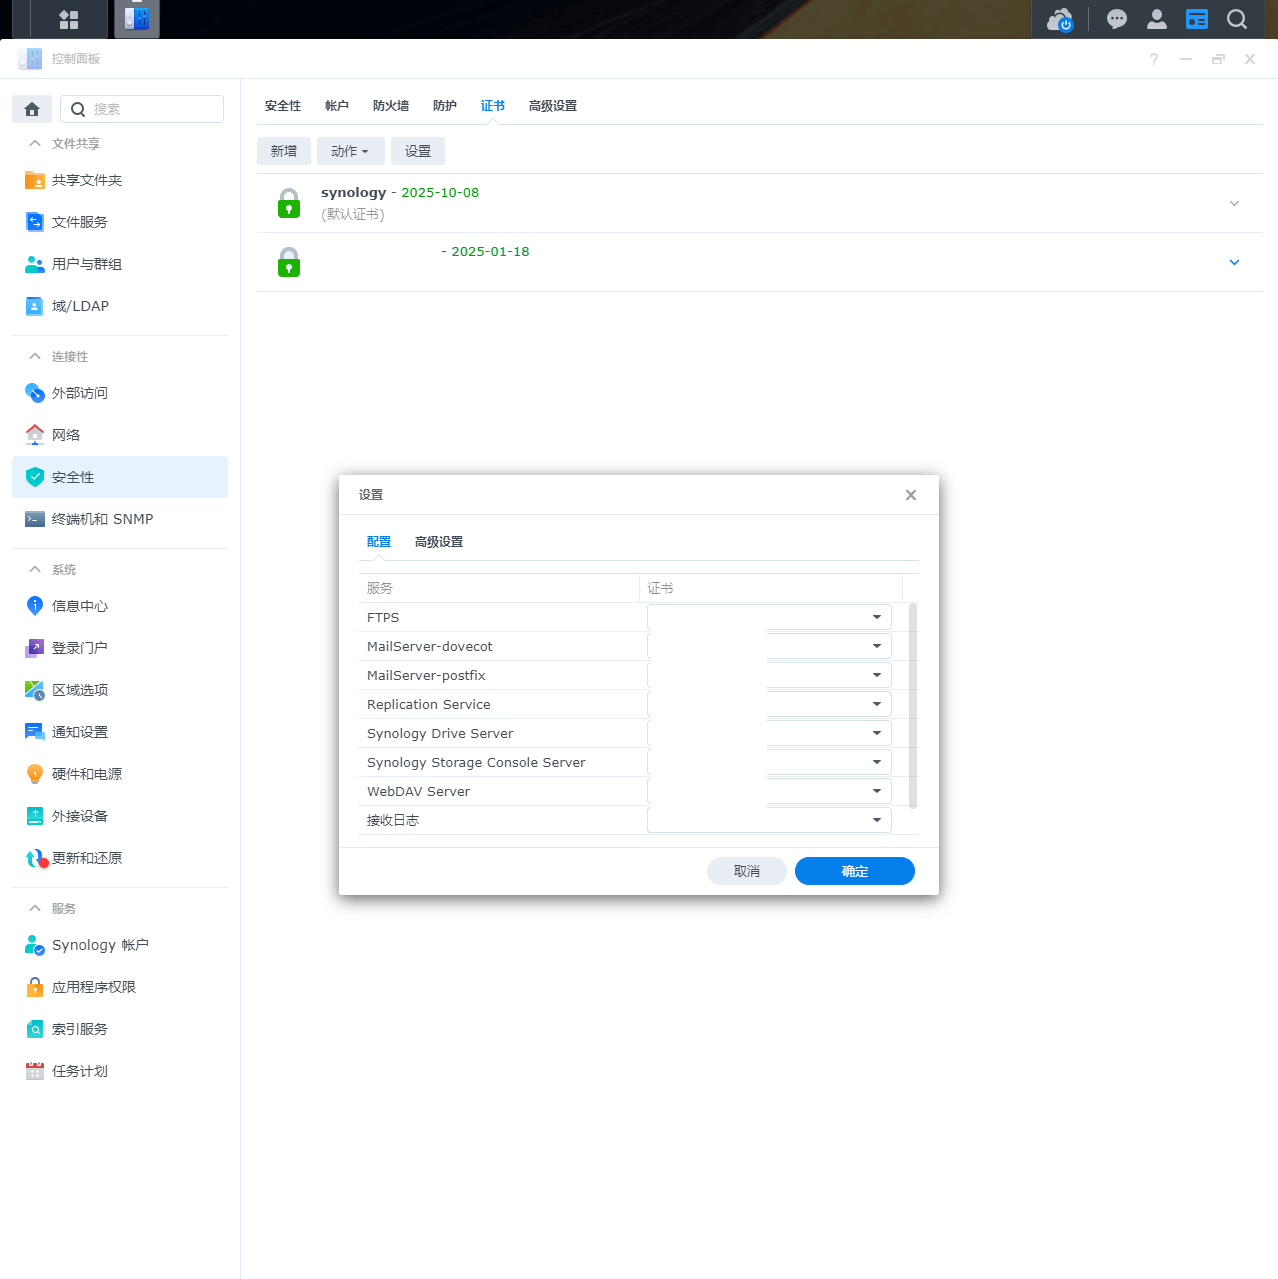 控制面板
?
搜索
文件共享
共享文件夹
文件服务
用户与群组
域/LDAP
连接性
外部访问
网络
安全性
终端机和 SNMP
系统
信息中心
登录门户
区域选项
通知设置
硬件和电源
外接设备
更新和还原
服务
Synology 帐户
应用程序权限
索引服务
任务计划
安全性 帐户 防火墙 防护 证书 高级设置
新增 动作 设置
synology - 2025-10-08
(默认证书)
- 2025-01-18
设置
配置 高级设置
服务 证书
FTPS
MailServer-dovecot
MailServer-postfix
Replication Service
Synology Drive Server
Synology Storage Console Server
WebDAV Server
接收日志
取消 确定